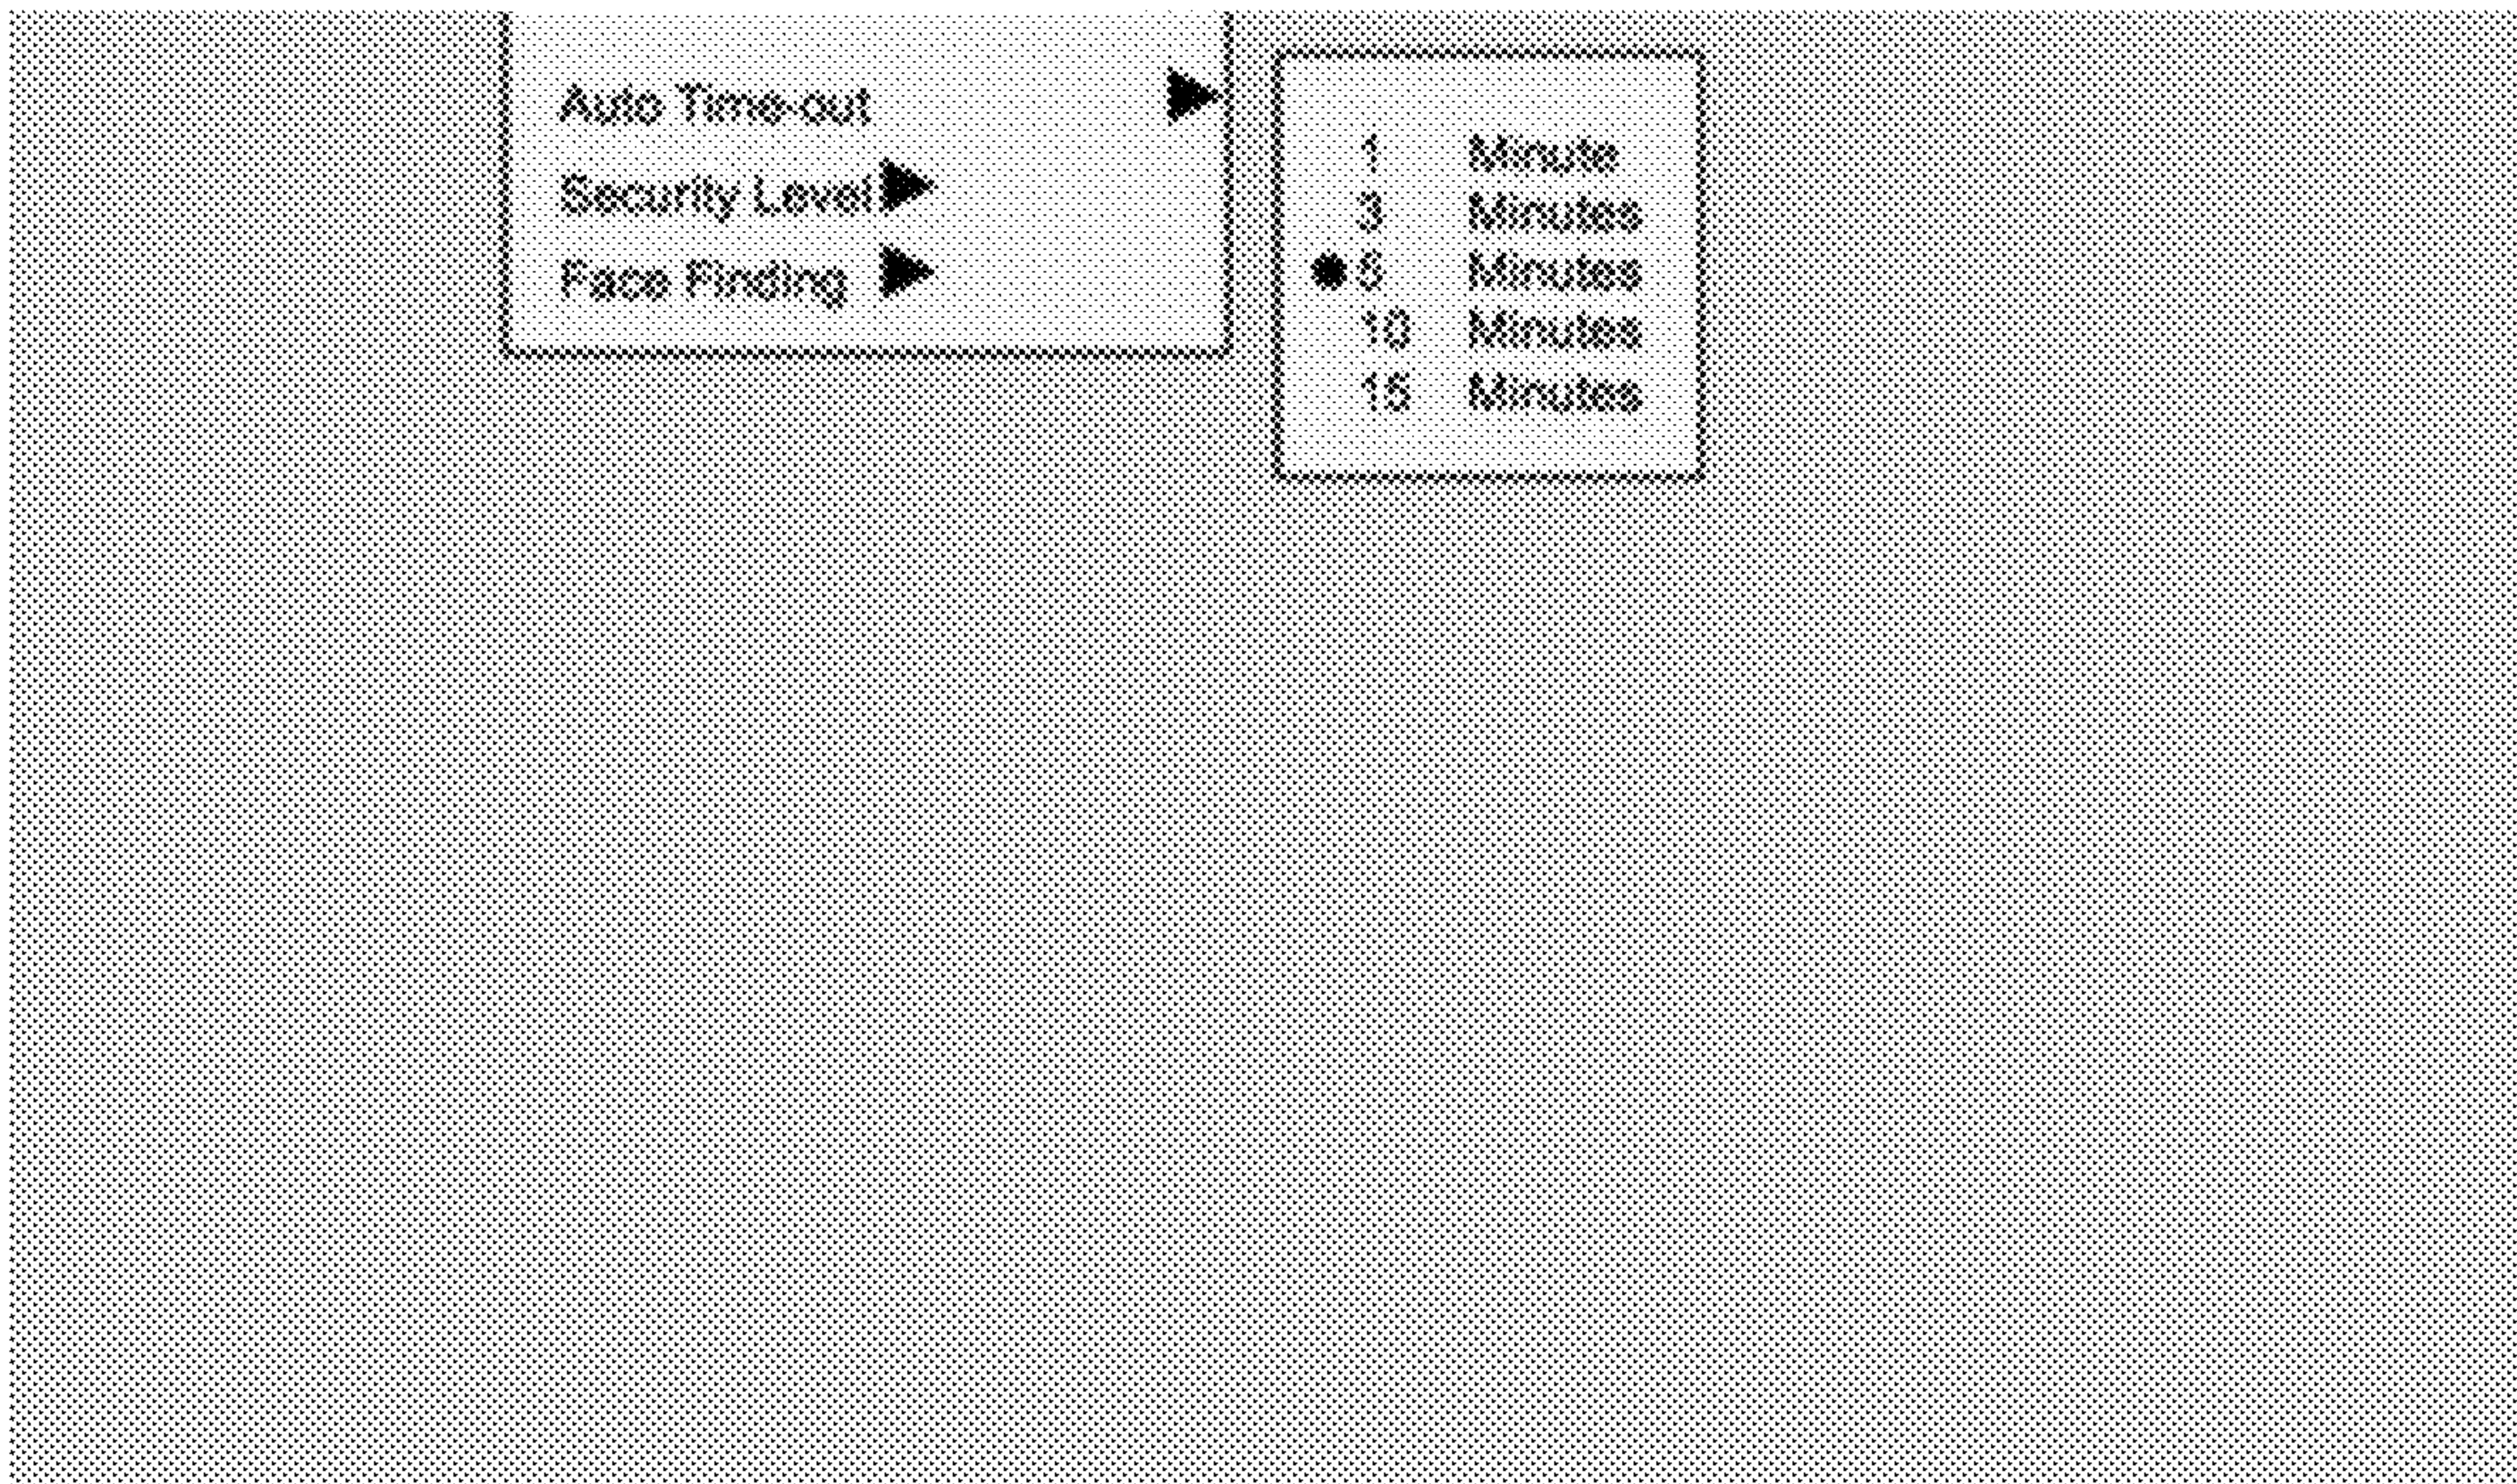 Auto Time-out
Security Level
Face Finding
1 Minute
3 Minutes
5 Minutes
10 Minutes
15 Minutes